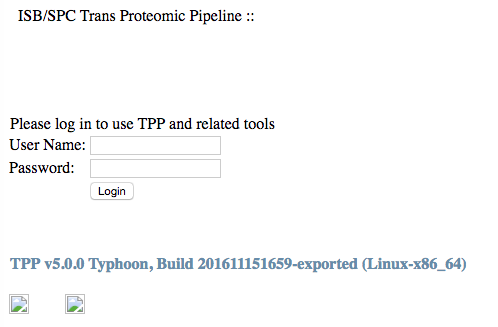 ISB/SPC Trans Proteomic Pipeline ::
Please log in to use TPP and related tools
User Name:
Password:
Login
TPP v5.0.0 Typhoon, Build 201611151659-exported (Linux-x86_64)